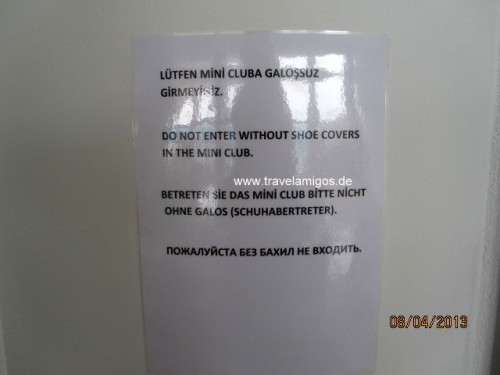 LÜTFEN MİNİ CLUBA GALOŞSUZ
GİRMEYİNİZ.
DO NOT ENTER WITHOUT SHOE COVERS
IN THE MINI CLUB.
www.travelamigos.de
BETRETEN SİE DAS MİNİ CLUB BİTTE NICHT
OHNE GALOS (SCHUHABERTRETER).
ПОЖАЛУЙСТА БЕЗ БАХИЛ НЕ ВХОДИТЬ.
08/04/2013